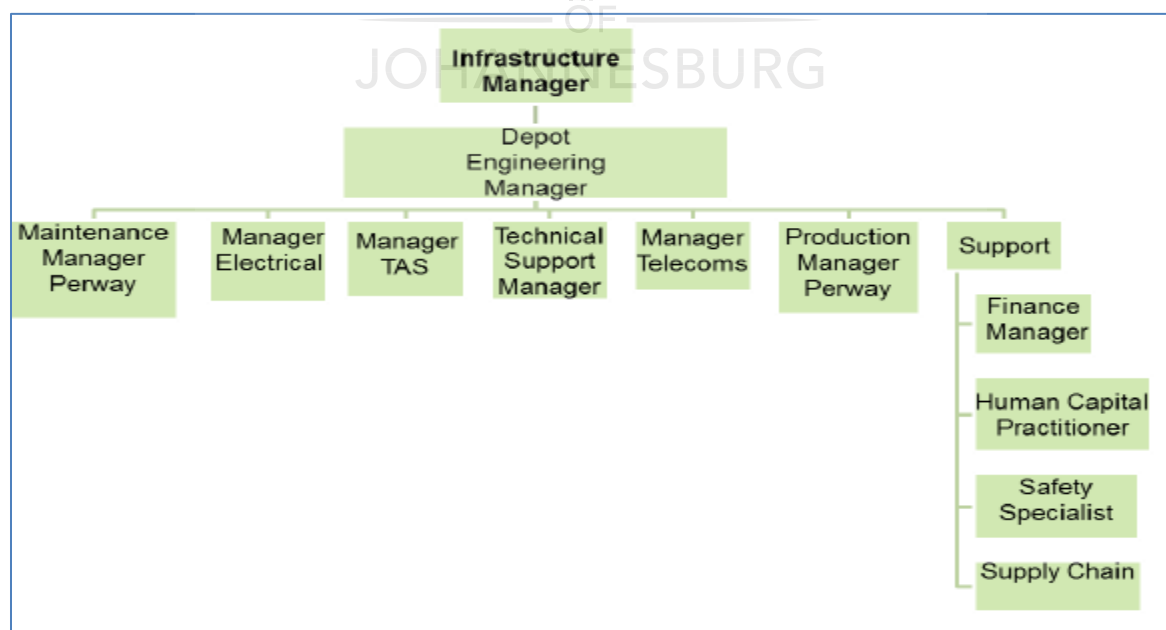 OF
JOHANNESBURG
Infrastructure
Manager
Depot
Engineering
Manager
Maintenance
Manager
Perway
Manager
Electrical
Manager
TAS
Technical
Support
Manager
Manager
Telecoms
Production
Manager
Perway
Support
Finance
Manager
Human Capital
Practitioner
Safety
Specialist
Supply Chain